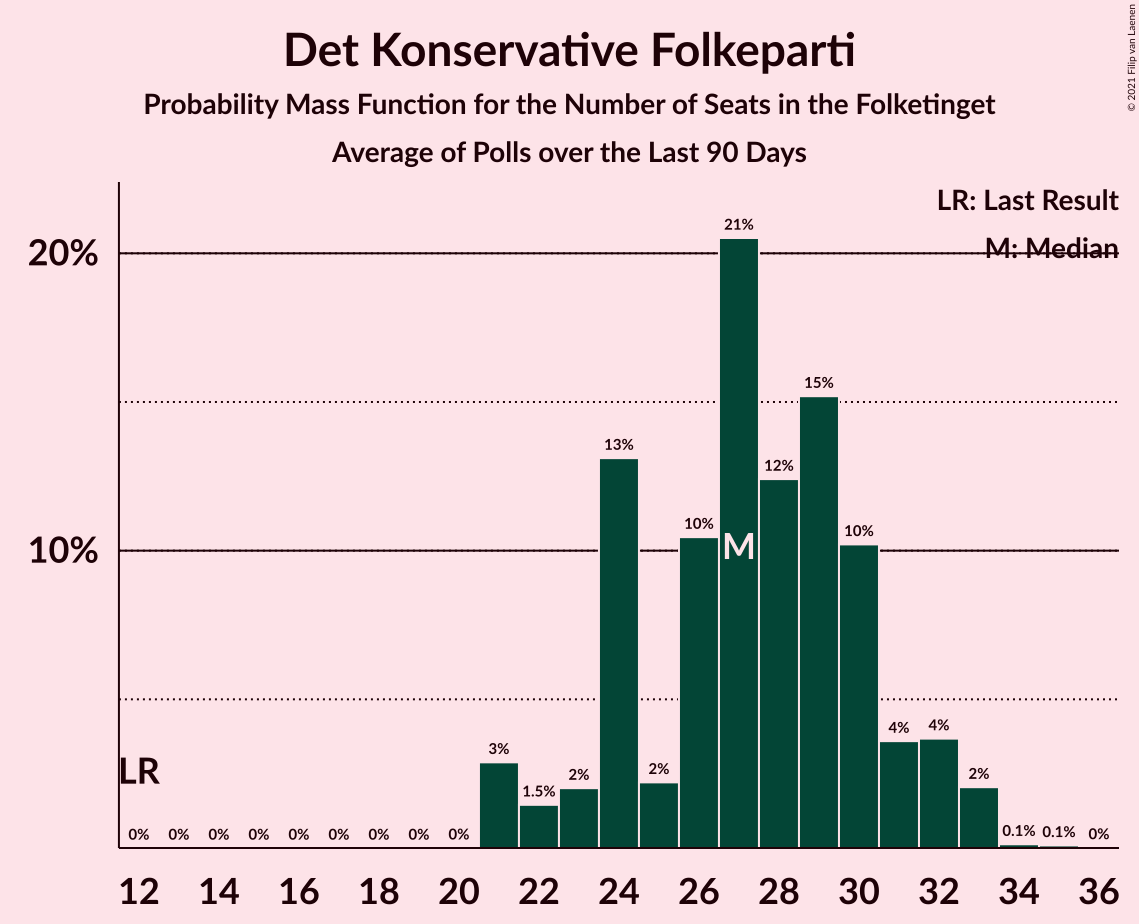 Det Konservative Folkeparti
Probability Mass Function for the Number of Seats in the Folketinget
Average of Polls over the Last 90 Days
© 2021 Filip van Laenen
LR: Last Result
M: Median
20%
10%
21%
15%
13%
12%
10%
10%
M
4%
4%
3%
2%
2%
2%
1.5%
LR
0% 0% 0% 0% 0% 0% 0% 0% 0% 0.1% 0.1% 0%
12 14 16 18 20 22 24 26 28 30 32 34 36